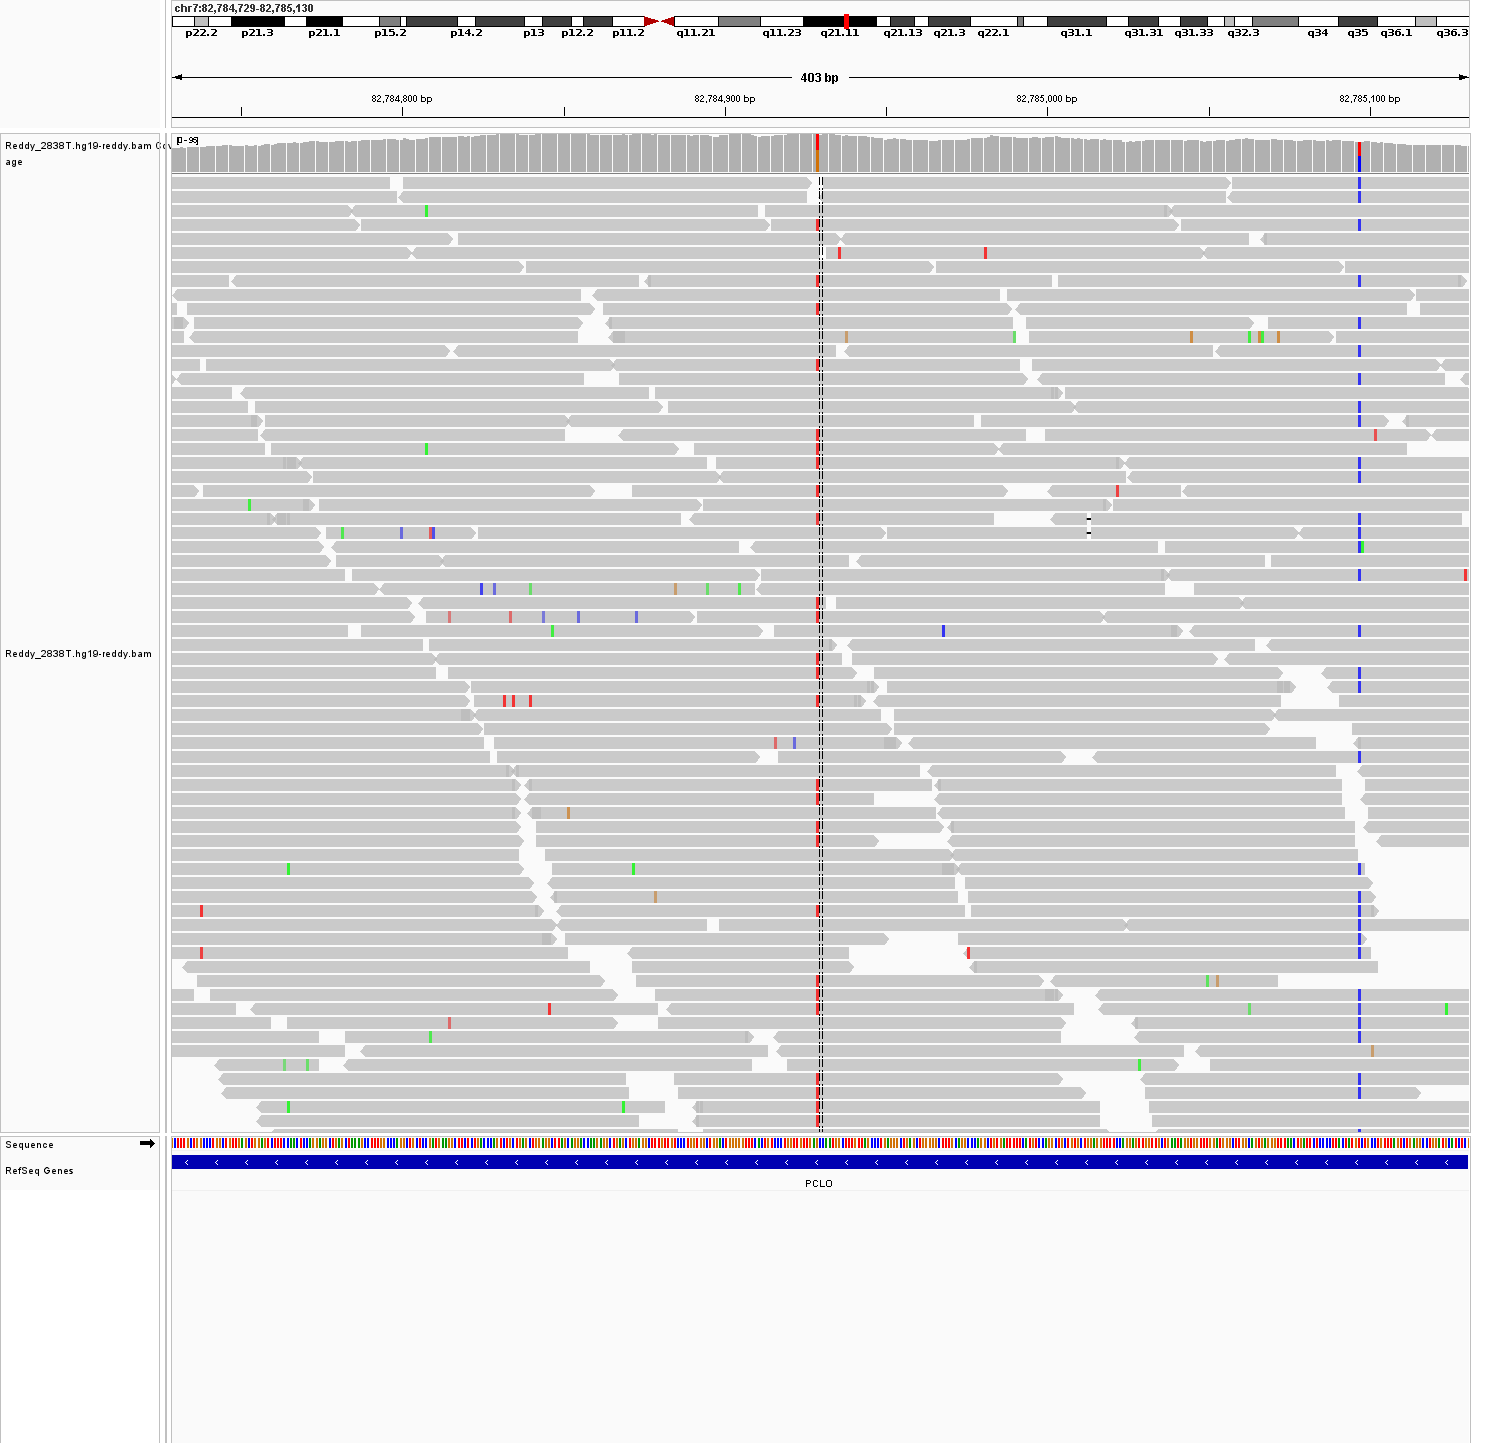 chr7:82,784,729-82,785,130
p22.2 p21.3 p21.1 p15.2 p14.2 p13 p12.2 p11.2 q11.21 q11.23 q21.11 q21.13 q21.3 q22.1 q31.1 q31.31 q31.33 q32.3 q34 q35 q36.1 q36.3
403 bp
82,784,800 bp 82,784,900 bp 82,785,000 bp 82,785,100 bp
Reddy_2838T.hg19-reddy.bam Cov
age
Reddy_2838T.hg19-reddy.bam
Sequence
RefSeq Genes
PCLO